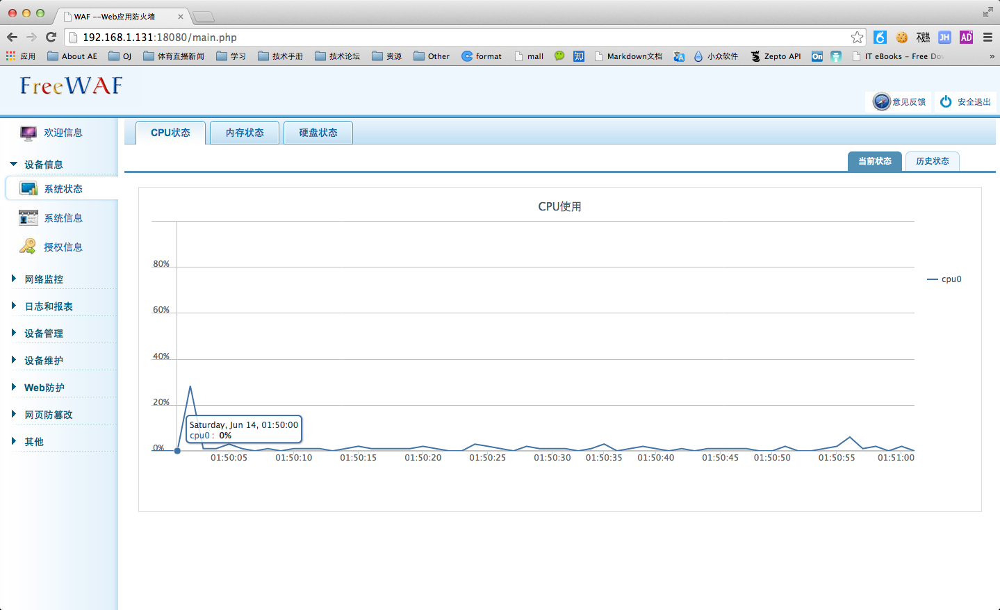 WAF --Web应用防火墙
192.168.1.131:18080/main.php
不熬 JH AD
应用 About AE OJ 体育直播新闻 学习 技术手册 技术论坛 资源 Other format mall 知 Markdown文档 小众软件 Zepto API On IT eBooks - Free Dow »
FreeWAF
意见反馈 安全退出
欢迎信息
设备信息
系统状态
系统信息
授权信息
网络监控
日志和报表
设备管理
设备维护
Web防护
网页防篡改
其他
CPU状态 内存状态 硬盘状态
当前状态 历史状态
CPU使用
80%
60%
40%
20%
0%
cpu0
Saturday, Jun 14, 01:50:00
cpu0 : 0%
01:50:05 01:50:10 01:50:15 01:50:20 01:50:25 01:50:30 01:50:35 01:50:40 01:50:45 01:50:50 01:50:55 01:51:00